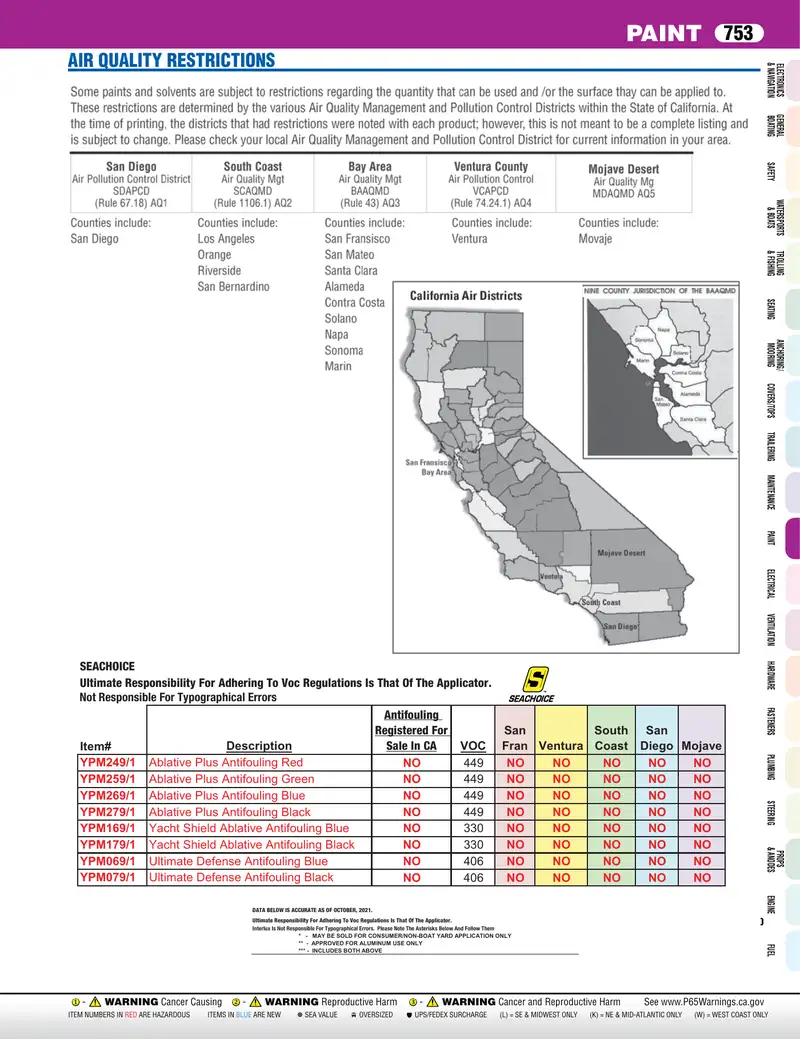 PAINT 753
AIR QUALITY RESTRICTIONS
Some paints and solvents are subject to restrictions regarding the quantity that can be used and /or the surface thay can be applied to.
These restrictions are determined by the various Air Quality Management and Pollution Control Districts within the State of California. At
the time of printing, the districts that had restrictions were noted with each product; however, this is not meant to be a complete listing and
is subject to change. Please check your local Air Quality Management and Pollution Control District for current information in your area.
San Diego
Air Pollution Control District
SDAPCD
(Rule 67.18) AQ1
South Coast
Air Quality Mgt
SCAQMD
(Rule 1106.1) AQ2
Bay Area
Air Quality Mgt
BAAQMD
(Rule 43) AQ3
Ventura County
Air Pollution Control
VCAPCD
(Rule 74.24.1) AQ4
Mojave Desert
Air Quality Mg
MDAQMD AQ5
Counties include:
San Diego
Counties include:
Los Angeles
Orange
Riverside
San Bernardino
Counties include:
San Fransisco
San Mateo
Santa Clara
Alameda
Contra Costa
Solano
Napa
Sonoma
Marin
Counties include:
Ventura
Counties include:
Movaje
California Air Districts
San Fransisco
Bay Area
Mojave Desert
Ventura
South Coast
San Diego
NINE COUNTY JURISDICTION OF THE BAAQMD
Napa
Sonoma
Solano
Marin
Contra Costa
Alameda
San
Mateo
Santa Clara
SEACHOICE
Ultimate Responsibility For Adhering To Voc Regulations Is That Of The Applicator.
Not Responsible For Typographical Errors
SEACHOICE
Item# Description Antifouling Registered For Sale In CA VOC San Fran Ventura South Coast San Diego Mojave
YPM249/1 Ablative Plus Antifouling Red NO 449 NO NO NO NO NO
YPM259/1 Ablative Plus Antifouling Green NO 449 NO NO NO NO NO
YPM269/1 Ablative Plus Antifouling Blue NO 449 NO NO NO NO NO
YPM279/1 Ablative Plus Antifouling Black NO 449 NO NO NO NO NO
YPM169/1 Yacht Shield Ablative Antifouling Blue NO 330 NO NO NO NO NO
YPM179/1 Yacht Shield Ablative Antifouling Black NO 330 NO NO NO NO NO
YPM069/1 Ultimate Defense Antifouling Blue NO 406 NO NO NO NO NO
YPM079/1 Ultimate Defense Antifouling Black NO 406 NO NO NO NO NO
DATA BELOW IS ACCURATE AS OF OCTOBER, 2021.
Ultimate Responsibility For Adhering To Voc Regulations Is That Of The Applicator.
Interlux Is Not Responsible For Typographical Errors. Please Note The Asterisks Below And Follow Them
* - MAY BE SOLD FOR CONSUMER/NON-BOAT YARD APPLICATION ONLY
** - APPROVED FOR ALUMINUM USE ONLY
*** - INCLUDES BOTH ABOVE
ELECTRONICS
& NAVIGATION
GENERAL
BOATING
SAFETY
WATERSPORTS
& BOATS
TROLLING
& FISHING
SEATING
ANCHORING/
MOORING
COVERS/TOPS
TRAILERING
MAINTENANCE
PAINT
ELECTRICAL
VENTILATION
HARDWARE
FASTENERS
PLUMBING
STEERING
PROPS
& ANODES
ENGINE
FUEL
1 - WARNING Cancer Causing 2 - WARNING Reproductive Harm 3 - WARNING Cancer and Reproductive Harm See www.P65Warnings.ca.gov
ITEM NUMBERS IN RED ARE HAZARDOUS ITEMS IN BLUE ARE NEW SEA VALUE OVERSIZED UPS/FEDEX SURCHARGE (L) = SE & MIDWEST ONLY (K) = NE & MID-ATLANTIC ONLY (W) = WEST COAST ONLY